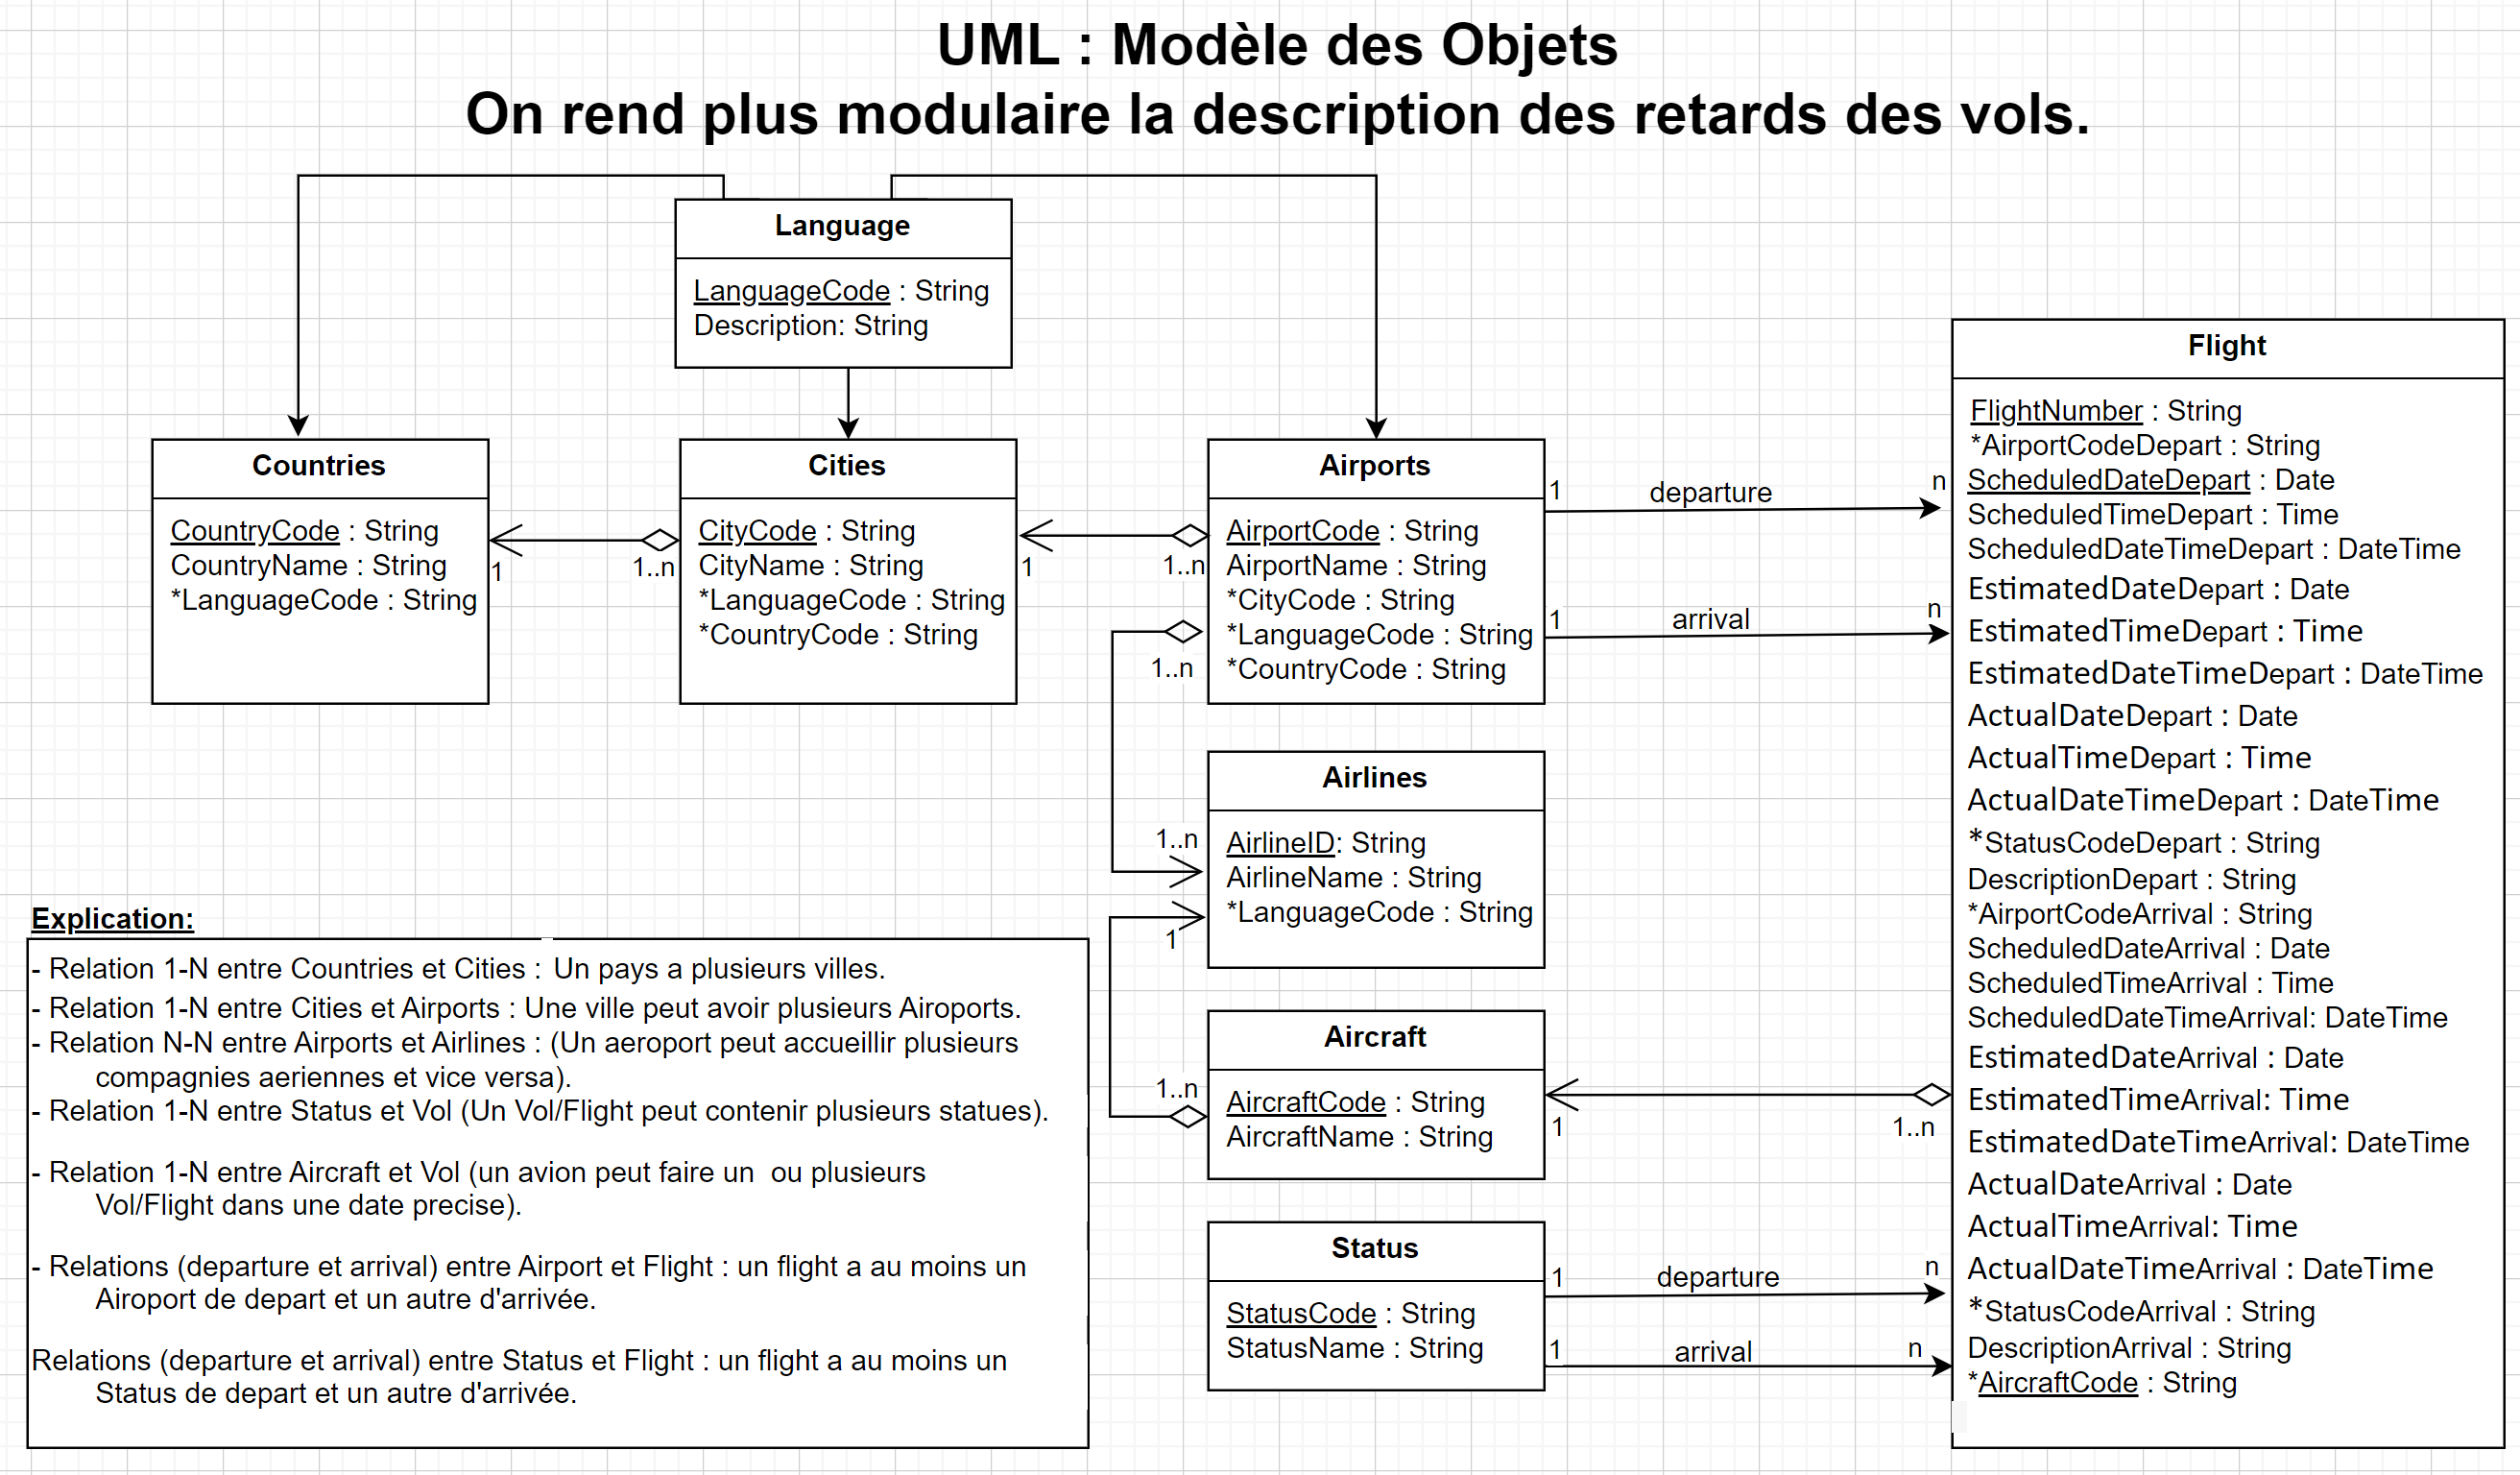 UML : Modèle des Objets
On rend plus modulaire la description des retards des vols.
Language
LanguageCode : String
Description: String
Countries
CountryCode : String
CountryName : String
*LanguageCode : String
1
1..n
Cities
CityCode : String
CityName : String
*LanguageCode : String
*CountryCode : String
1
1..n
Airports
AirportCode : String
AirportName : String
*CityCode : String
*LanguageCode : String
*CountryCode : String
1..n
1
departure
n
1
arrival
n
Airlines
AirlineID: String
AirlineName : String
*LanguageCode : String
1..n
1
Aircraft
AircraftCode : String
AircraftName : String
1..n
1
1..n
Status
StatusCode : String
StatusName : String
1
departure
n
1
arrival
n
Flight
FlightNumber : String
*AirportCodeDepart : String
ScheduledDateDepart : Date
ScheduledTimeDepart : Time
ScheduledDateTimeDepart : DateTime
EstimatedDateDepart : Date
EstimatedTimeDepart : Time
EstimatedDateTimeDepart : DateTime
ActualDateDepart : Date
ActualTimeDepart : Time
ActualDateTimeDepart : DateTime
*StatusCodeDepart : String
DescriptionDepart : String
*AirportCodeArrival : String
ScheduledDateArrival : Date
ScheduledTimeArrival : Time
ScheduledDateTimeArrival: DateTime
EstimatedDateArrival : Date
EstimatedTimeArrival: Time
EstimatedDateTimeArrival: DateTime
ActualDateArrival : Date
ActualTimeArrival: Time
ActualDateTimeArrival : DateTime
*StatusCodeArrival : String
DescriptionArrival : String
*AircraftCode : String
Explication:
- Relation 1-N entre Countries et Cities : Un pays a plusieurs villes.
- Relation 1-N entre Cities et Airports : Une ville peut avoir plusieurs Airoports.
- Relation N-N entre Airports et Airlines : (Un aeroport peut accueillir plusieurs
compagnies aeriennes et vice versa).
- Relation 1-N entre Status et Vol (Un Vol/Flight peut contenir plusieurs statues).
- Relation 1-N entre Aircraft et Vol (un avion peut faire un ou plusieurs
Vol/Flight dans une date precise).
- Relations (departure et arrival) entre Airport et Flight : un flight a au moins un
Airoport de depart et un autre d'arrivée.
Relations (departure et arrival) entre Status et Flight : un flight a au moins un
Status de depart et un autre d'arrivée.